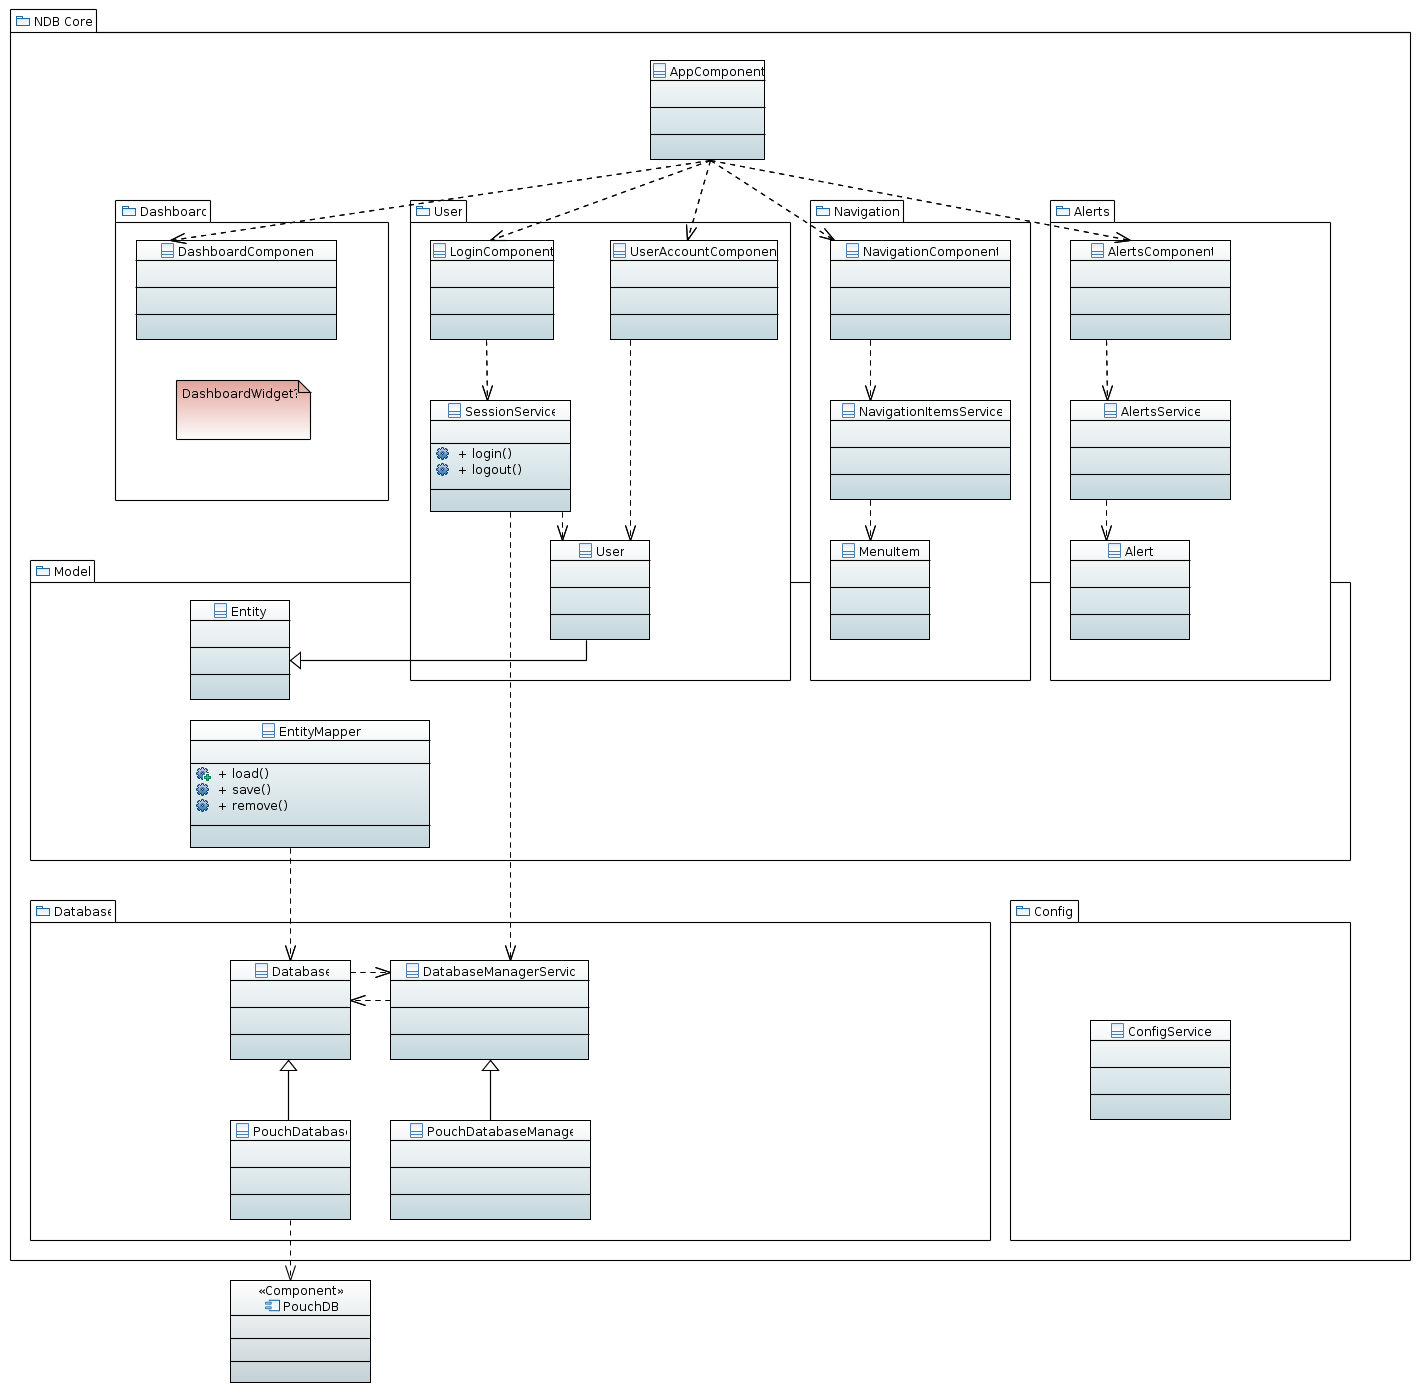 NDB Core
AppComponent
Dashboard
User
Navigation
Alerts
DashboardComponen
LoginComponent
UserAccountComponen
NavigationComponent
AlertsComponent
DashboardWidget?
SessionService
+ login()
+ logout()
NavigationItemsService
AlertsService
User
MenuItem
Alert
Model
Entity
EntityMapper
+ load()
+ save()
+ remove()
Database
Config
Database
DatabaseManagerServic
ConfigService
PouchDatabase
PouchDatabaseManage
«Component»
PouchDB